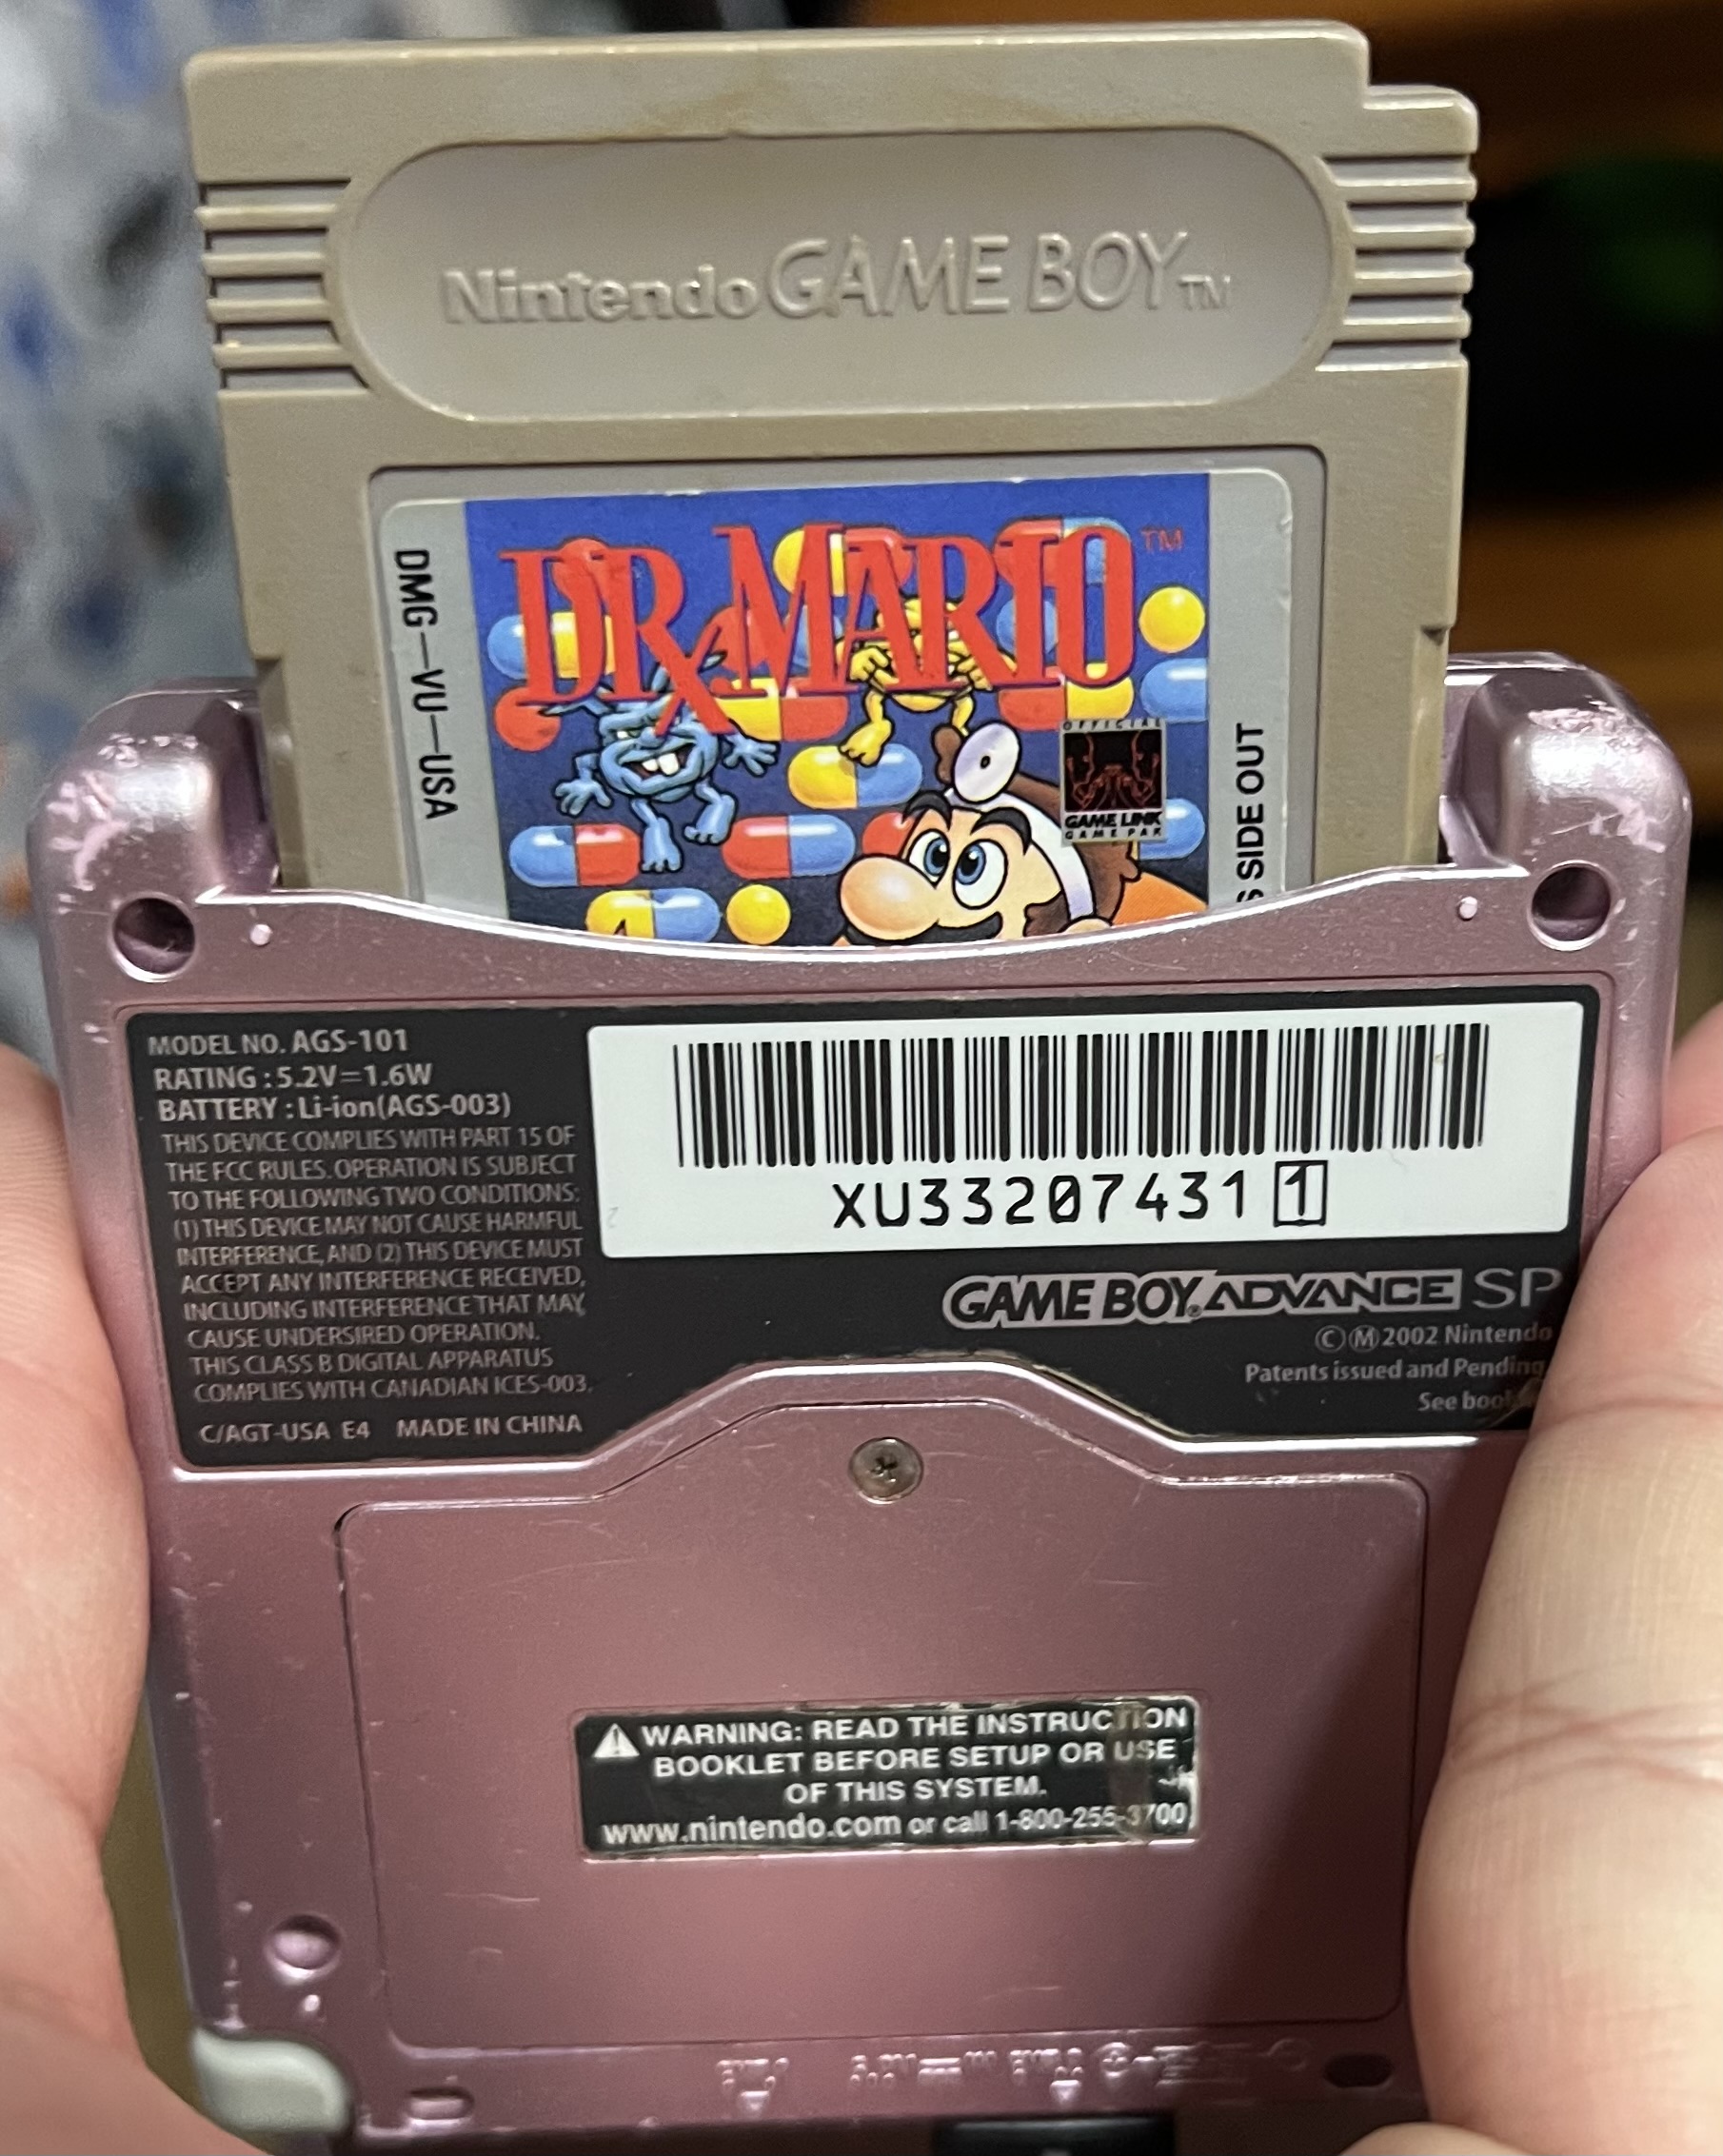 Nintendo GAME BOY TM
DMG-VU-USA
DR. MARIO TM
OFFICIAL
GAME LINK
GAME PAK
SIDE OUT
MODEL NO. AGS-101
RATING : 5.2V⎓1.6W
BATTERY : Li-ion(AGS-003)
THIS DEVICE COMPLIES WITH PART 15 OF
THE FCC RULES. OPERATION IS SUBJECT
TO THE FOLLOWING TWO CONDITIONS:
(1) THIS DEVICE MAY NOT CAUSE HARMFUL
INTERFERENCE, AND (2) THIS DEVICE MUST
ACCEPT ANY INTERFERENCE RECEIVED,
INCLUDING INTERFERENCE THAT MAY
CAUSE UNDERSIRED OPERATION.
THIS CLASS B DIGITAL APPARATUS
COMPLIES WITH CANADIAN ICES-003.
C/AGT-USA E4 MADE IN CHINA
XU33207431 1
GAME BOY® ADVANCE SP
© Ⓜ 2002 Nintendo
Patents issued and Pending
See
⚠ WARNING: READ THE INSTRUCTION
BOOKLET BEFORE SETUP OR USE
OF THIS SYSTEM.
www.nintendo.com or call 1-800-255-3700